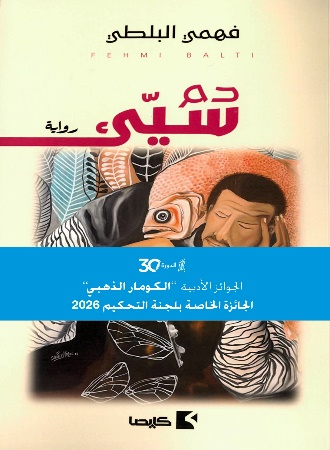 فهمي البلطي
FEHMI BALTI
دم
سيّئ
رواية
الدورة 30
الجوائز الأدبية "الكومار الذهبي"
الجائزة الخاصة بلجنة التحكيم 2026
كليما